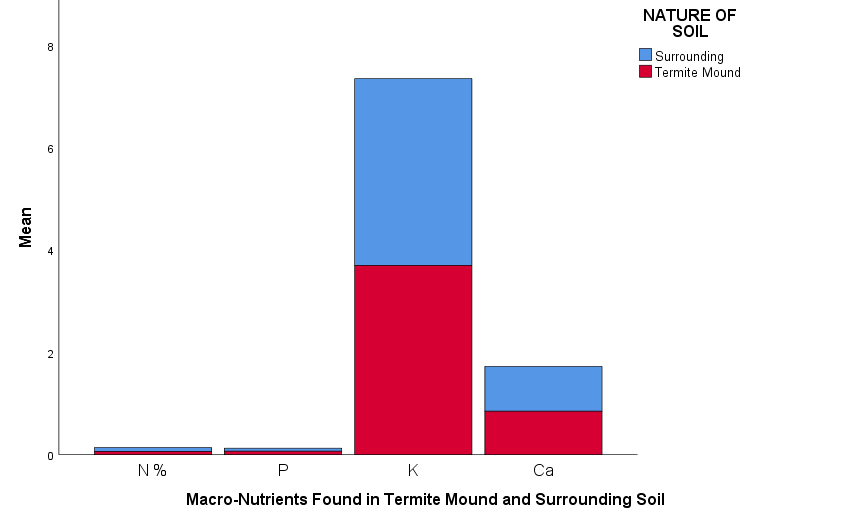 NATURE OF
SOIL
Surrounding
Termite Mound
8
6
4
2
0
Mean
N %
P
K
Ca
Macro-Nutrients Found in Termite Mound and Surrounding Soil